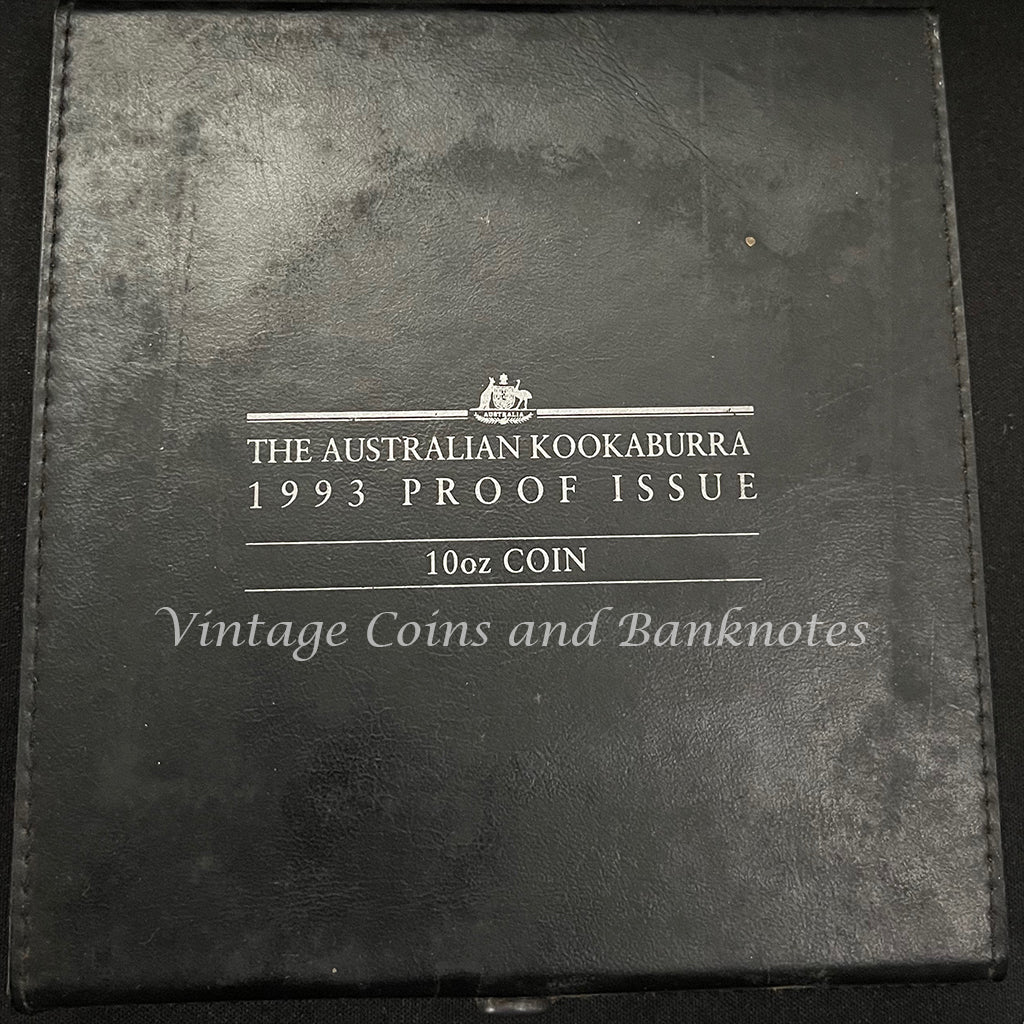 AUSTRALIA
THE AUSTRALIAN KOOKABURRA
1993 PROOF ISSUE
10oz COIN
Vintage Coins and Banknotes